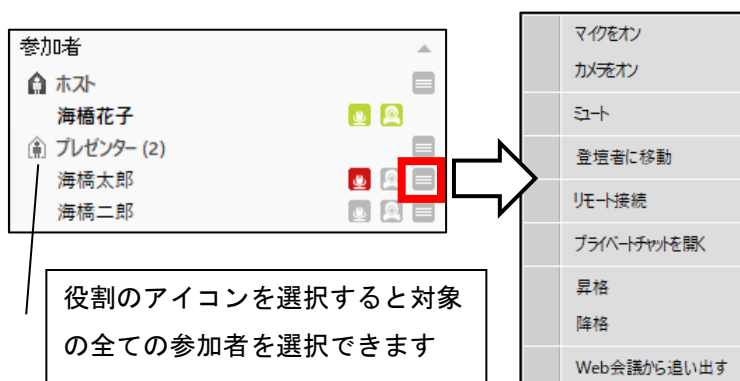 参加者
ホスト
海橋花子
プレゼンター (2)
海橋太郎
海橋二郎
役割のアイコンを選択すると対象
の全ての参加者を選択できます
マイクをオン
カメラをオン
ミュート
登壇者に移動
リモート接続
プライベートチャットを開く
昇格
降格
Web会議から追い出す